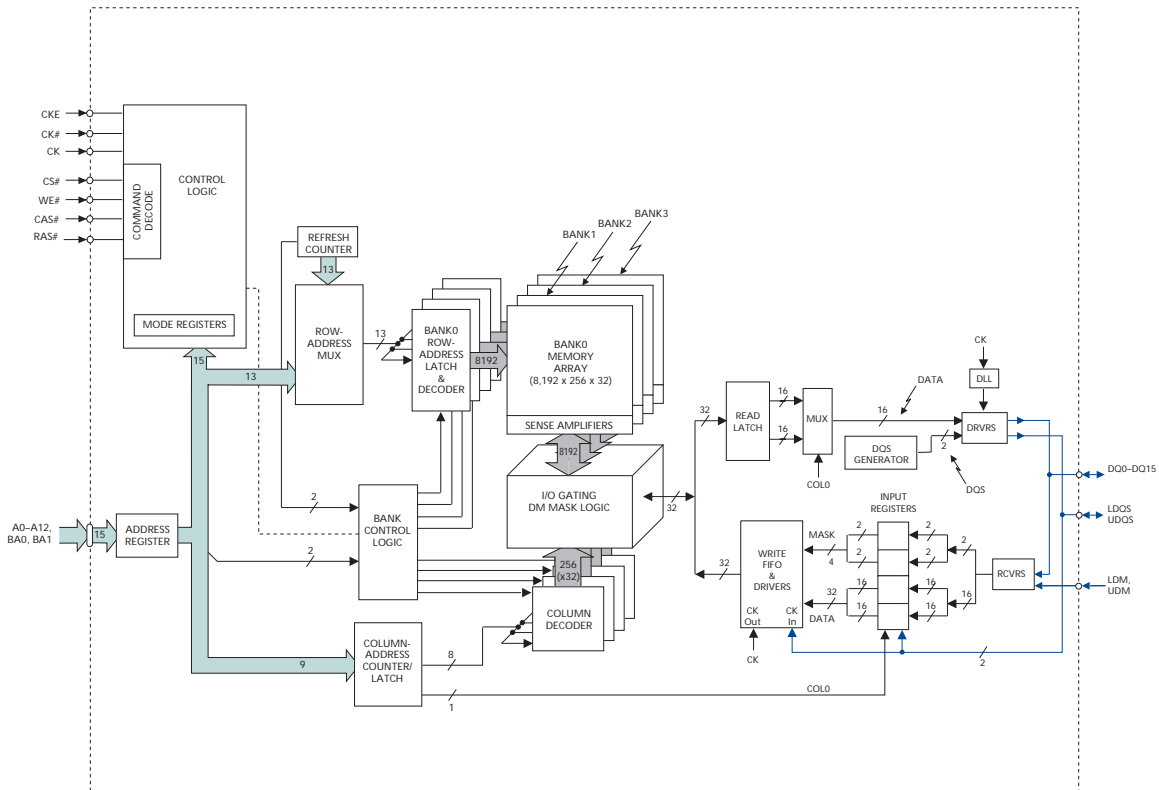 CKE
CK#
CK
CS#
WE#
CAS#
RAS#
COMMAND
DECODE
CONTROL
LOGIC
MODE REGISTERS
REFRESH
COUNTER
13
ROW-
ADDRESS
MUX
13
15
13
BANK0
ROW-
ADDRESS
LATCH
&
DECODER
8192
BANK1
BANK2
BANK3
BANK0
MEMORY
ARRAY
(8,192 x 256 x 32)
SENSE AMPLIFIERS
8192
I/O GATING
DM MASK LOGIC
32
256
(x32)
COLUMN
DECODER
2
2
BANK
CONTROL
LOGIC
A0–A12,
BA0, BA1
15
ADDRESS
REGISTER
9
COLUMN-
ADDRESS
COUNTER/
LATCH
8
1
COL0
32
READ
LATCH
16
16
MUX
COL0
16
DATA
DQS
GENERATOR
2
DQS
CK
DLL
DRVRS
DQ0–DQ15
LDQS
UDQS
LDM,
UDM
RCVRS
INPUT
REGISTERS
2
2
16
16
2
2
16
16
2
16
MASK
4
32
DATA
WRITE
FIFO
&
DRIVERS
CK
Out
CK
In
CK
32
2